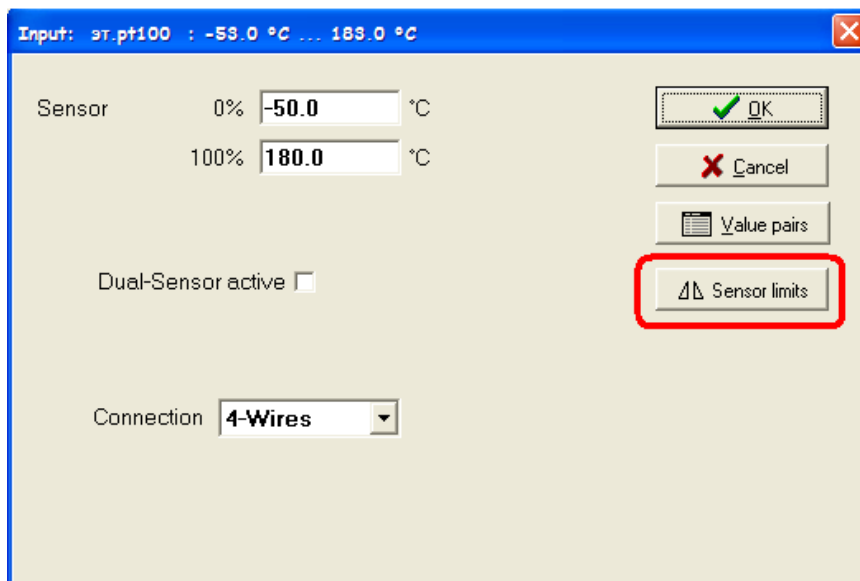 Input: эт.pt100 : -53.0 °C ... 183.0 °C
Sensor 0% -50.0 °C
OK
100% 180.0 °C
Cancel
Value pairs
Dual-Sensor active
Sensor limits
Connection 4-Wires